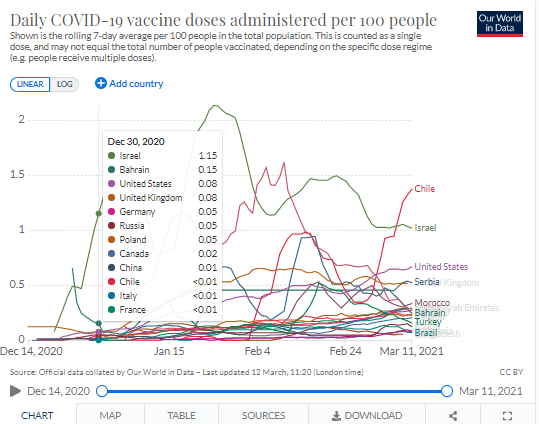 Daily COVID-19 vaccine doses administered per 100 people
Our World
in Data
Shown is the rolling 7-day average per 100 people in the total population. This is counted as a single
dose, and may not equal the total number of people vaccinated, depending on the specific dose regime
(e.g. people receive multiple doses).
LINEAR LOG
Add country
2
1.5
1
0.5
0
Dec 30, 2020
Israel 1.15
Bahrain 0.15
United States 0.08
United Kingdom 0.08
Germany 0.05
Russia 0.05
Poland 0.05
Canada 0.02
China <0.01
Chile <0.01
Italy <0.01
France <0.01
Chile
Israel
United States
Serbia
Morocco
Bahrain
Turkey
Brazil
Dec 14, 2020 Jan 15 Feb 4 Feb 24 Mar 11, 2021
Source: Official data collated by Our World in Data – Last updated 12 March, 11:20 (London time) CC BY
Dec 14, 2020 Mar 11, 2021
CHART MAP TABLE SOURCES DOWNLOAD